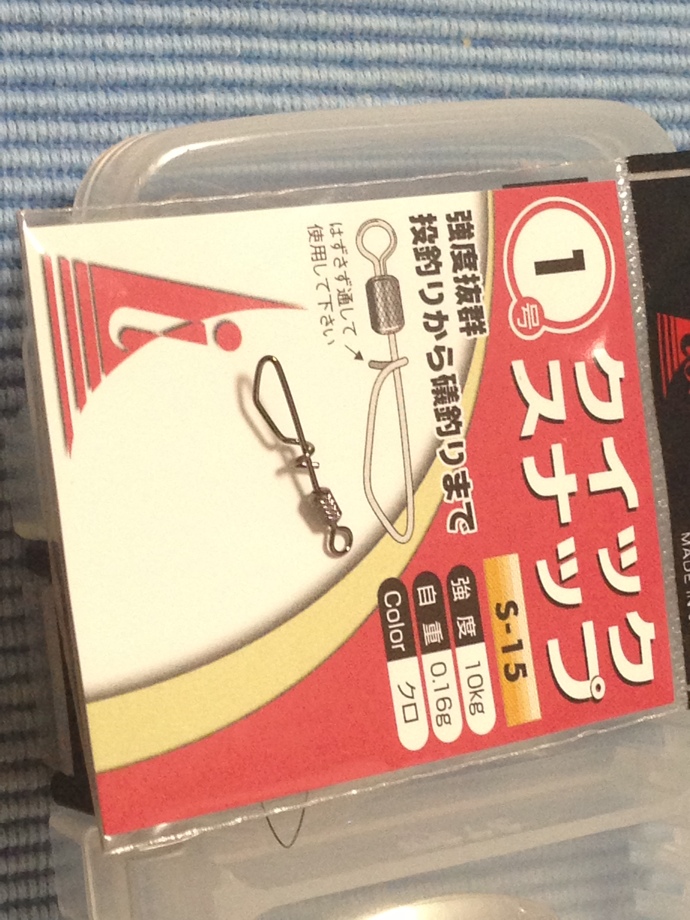 1号
クイック
スナップ
S-15
強度 10kg
自重 0.16g
Color クロ
強度抜群
投釣りから磯釣りまで
はずさず通して
使用して下さい
MADE